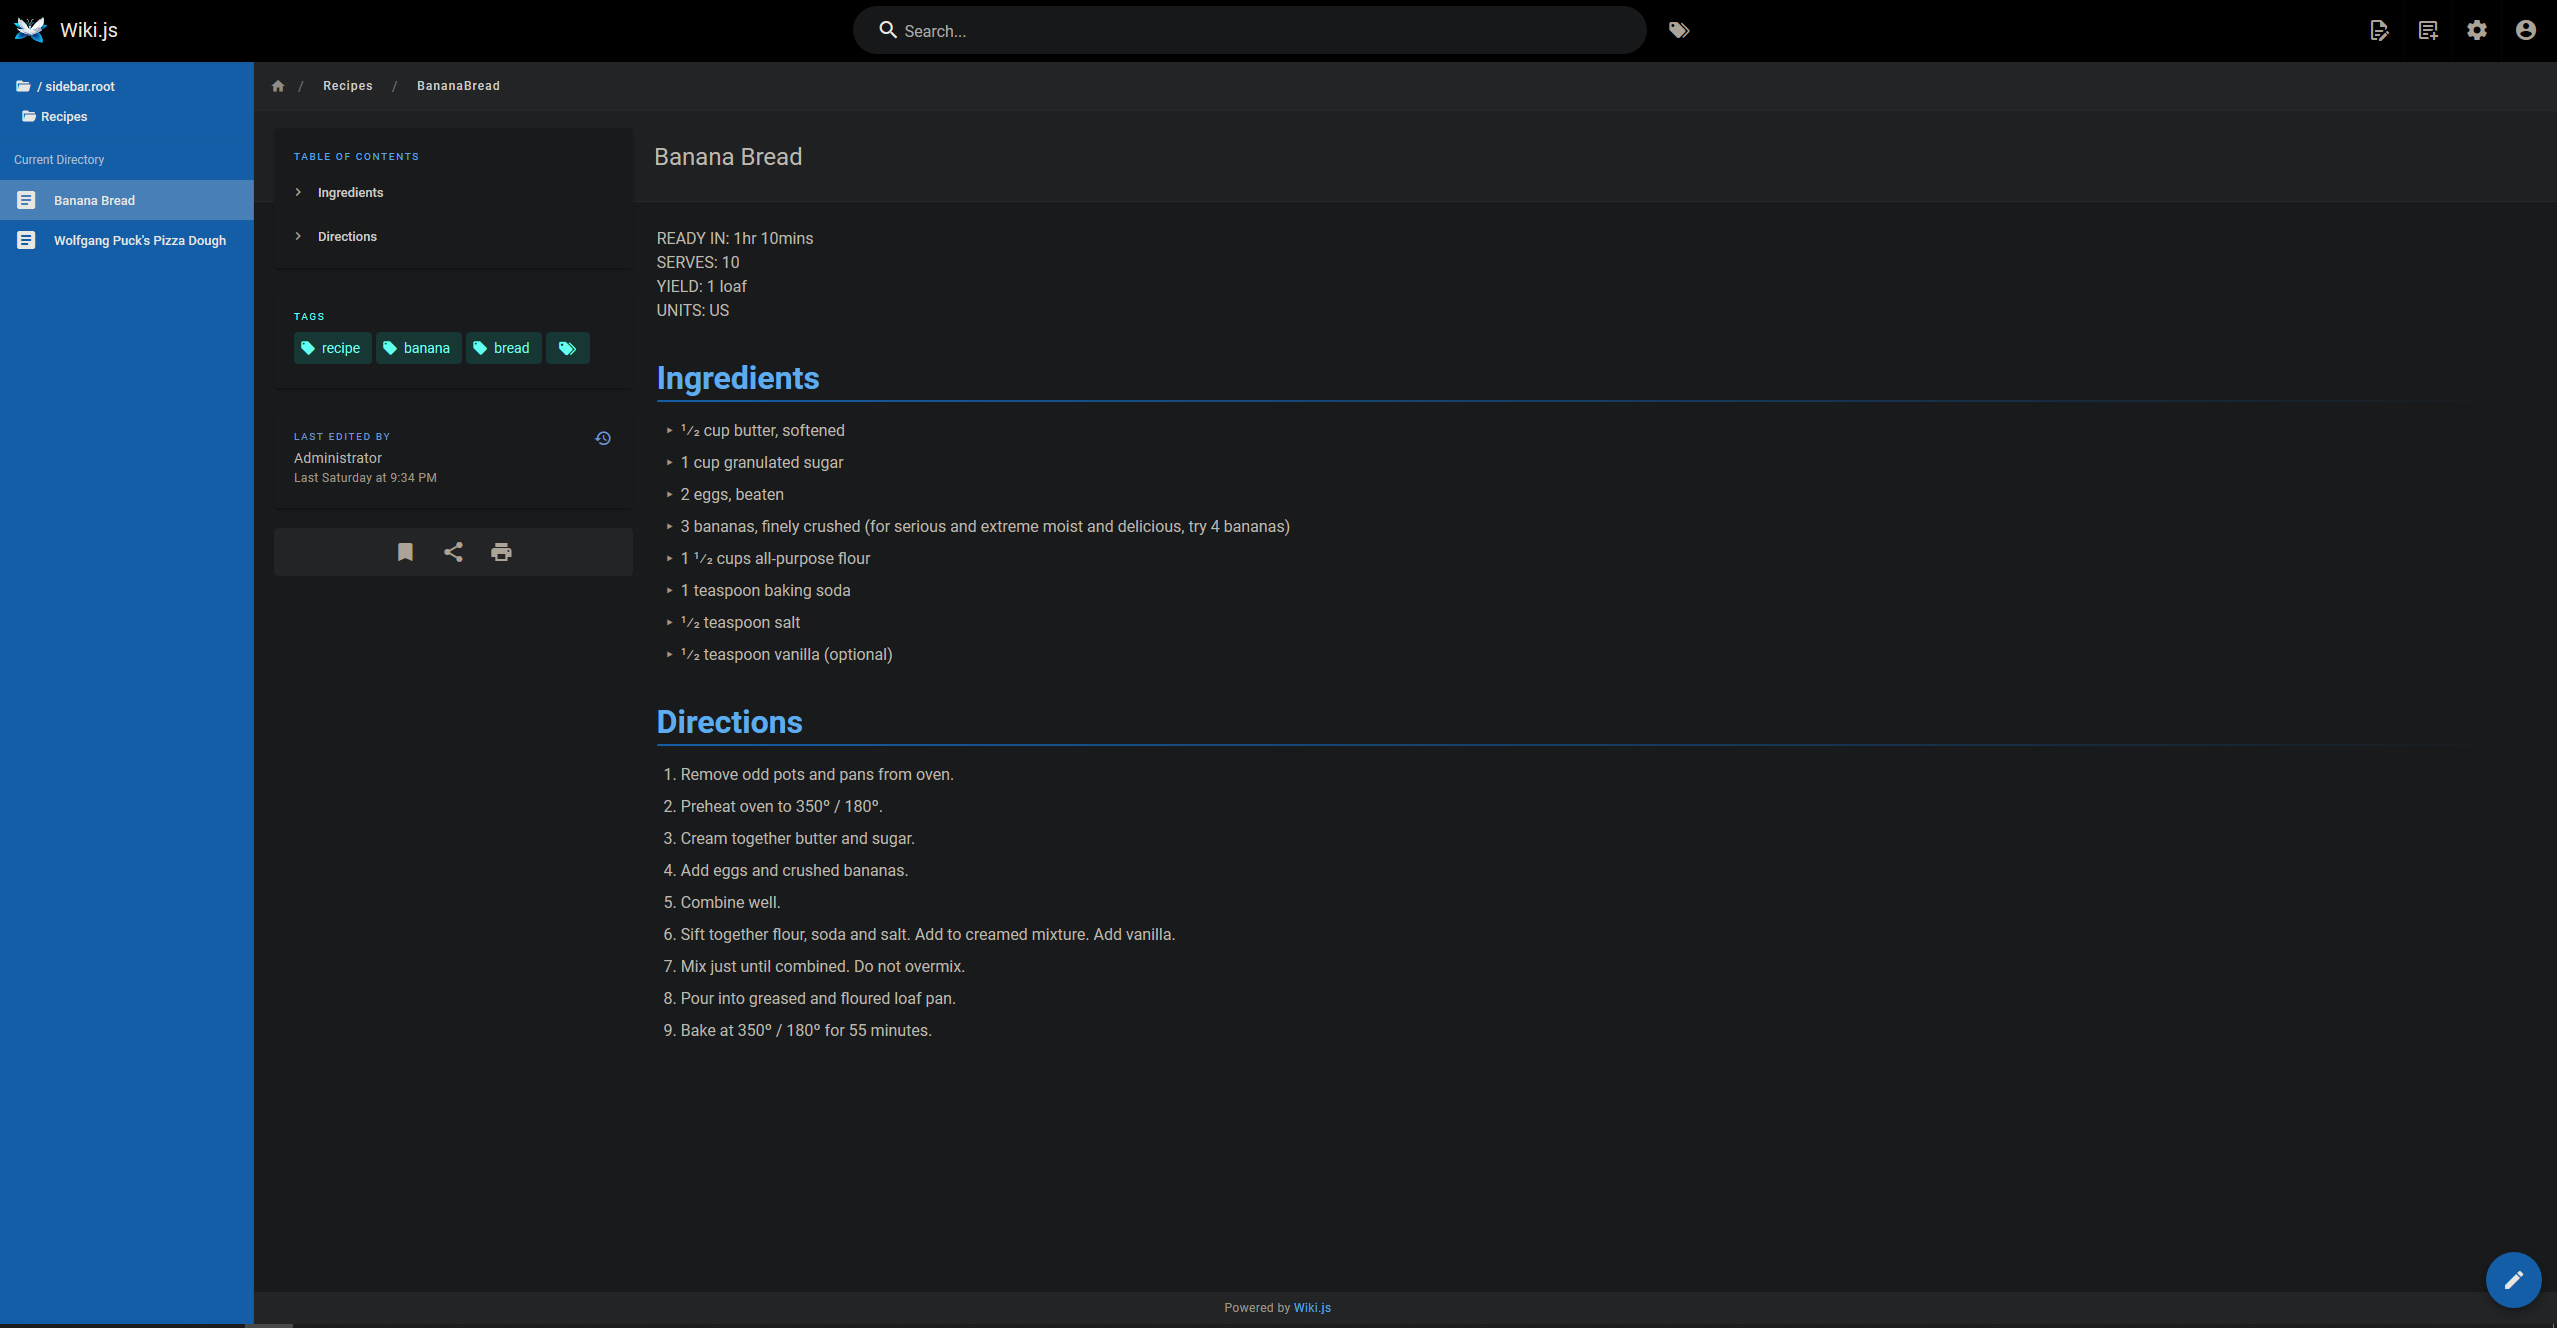 Wiki.js
Search...
/ sidebar.root
Recipes
Current Directory
Banana Bread
Wolfgang Puck's Pizza Dough
/ Recipes / BananaBread
TABLE OF CONTENTS
Ingredients
Directions
TAGS
recipe banana bread
LAST EDITED BY
Administrator
Last Saturday at 9:34 PM
Banana Bread
READY IN: 1hr 10mins
SERVES: 10
YIELD: 1 loaf
UNITS: US
Ingredients
‣ ¹⁄₂ cup butter, softened
‣ 1 cup granulated sugar
‣ 2 eggs, beaten
‣ 3 bananas, finely crushed (for serious and extreme moist and delicious, try 4 bananas)
‣ 1 ¹⁄₂ cups all-purpose flour
‣ 1 teaspoon baking soda
‣ ¹⁄₂ teaspoon salt
‣ ¹⁄₂ teaspoon vanilla (optional)
Directions
1. Remove odd pots and pans from oven.
2. Preheat oven to 350º / 180º.
3. Cream together butter and sugar.
4. Add eggs and crushed bananas.
5. Combine well.
6. Sift together flour, soda and salt. Add to creamed mixture. Add vanilla.
7. Mix just until combined. Do not overmix.
8. Pour into greased and floured loaf pan.
9. Bake at 350º / 180º for 55 minutes.
Powered by Wiki.js